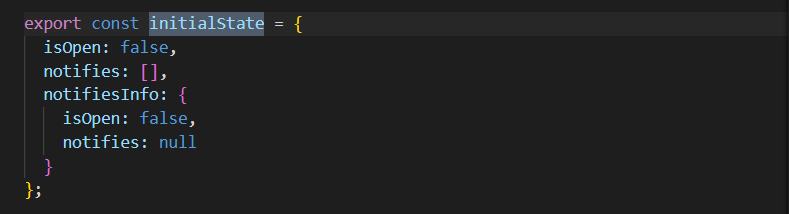 export const initialState = {
  isOpen: false,
  notifies: [],
  notifiesInfo: {
    isOpen: false,
    notifies: null
  }
};